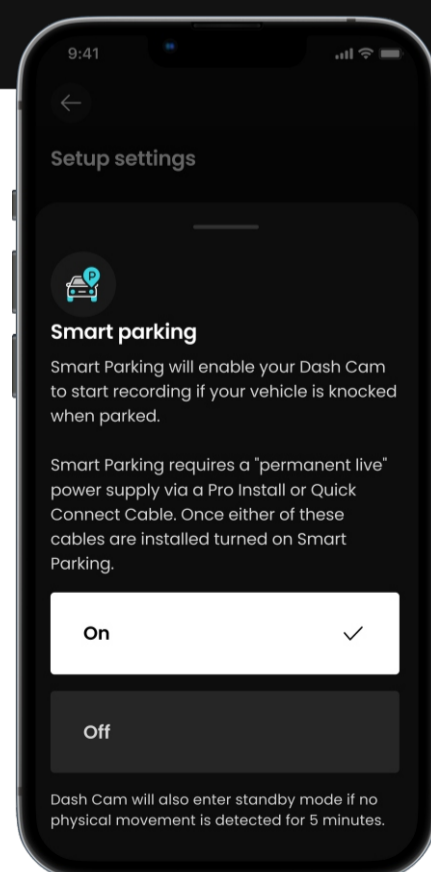 9:41
Setup settings
P
Smart parking
Smart Parking will enable your Dash Cam
to start recording if your vehicle is knocked
when parked.
Smart Parking requires a "permanent live"
power supply via a Pro Install or Quick
Connect Cable. Once either of these
cables are installed turned on Smart
Parking.
On
Off
Dash Cam will also enter standby mode if no
physical movement is detected for 5 minutes.